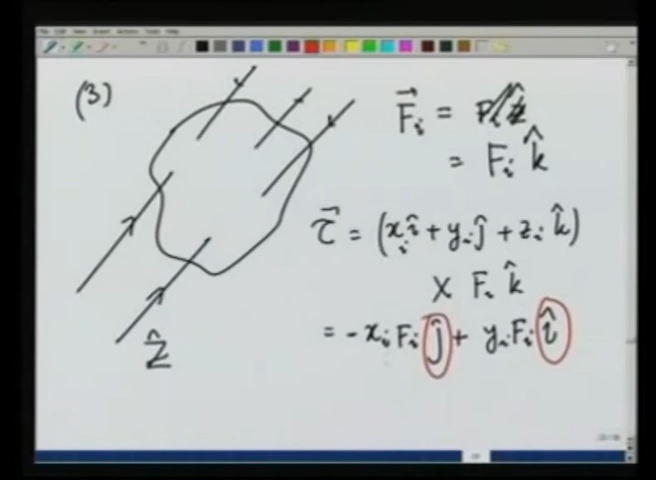 (3)
F⃗ᵢ =
= Fᵢ k̂
τ⃗ = (xᵢ î + yᵢ ĵ + zᵢ k̂)
X Fᵢ k̂
= - xᵢ Fᵢ ĵ + yᵢ Fᵢ î
ẑ